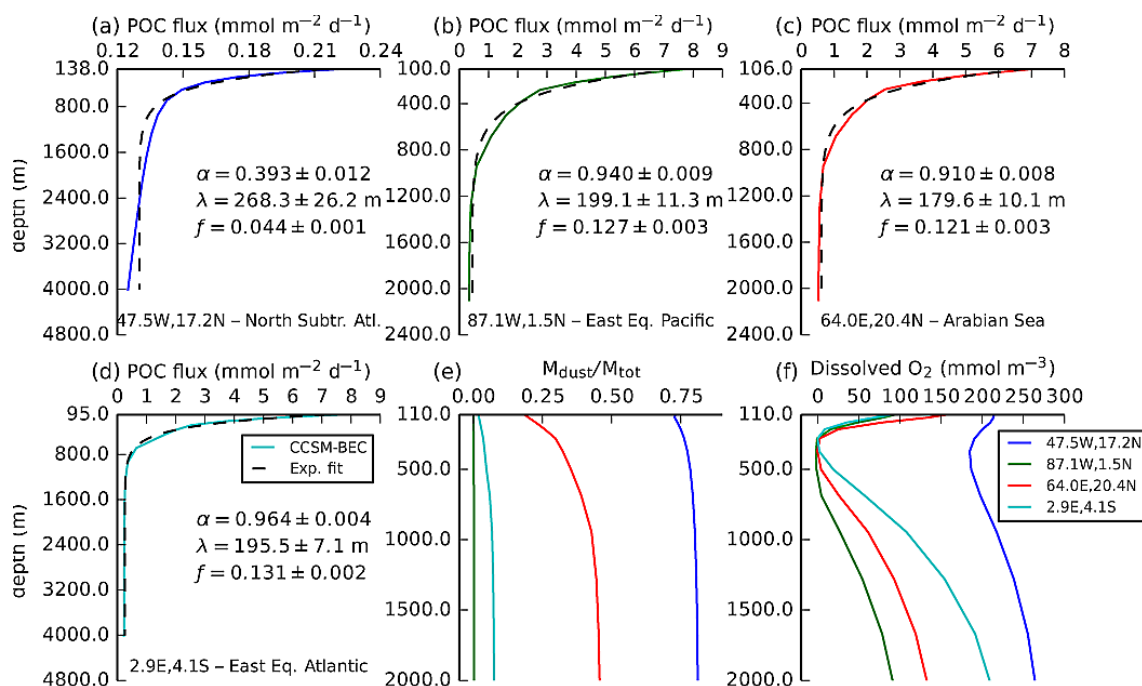 (a) POC flux (mmol m⁻² d⁻¹)
0.12 0.15 0.18 0.21 0.24
138.0
800.0
1600.0
2400.0
3200.0
4000.0
4800.0
depth (m)
α = 0.393 ± 0.012
λ = 268.3 ± 26.2 m
f = 0.044 ± 0.001
47.5W,17.2N – North Subtr. Atl.
(b) POC flux (mmol m⁻² d⁻¹)
0 1 2 3 4 5 6 7 8
100.0
400.0
800.0
1200.0
1600.0
2000.0
2400.0
α = 0.940 ± 0.009
λ = 199.1 ± 11.3 m
f = 0.127 ± 0.003
87.1W,1.5N – East Eq. Pacific
(c) POC flux (mmol m⁻² d⁻¹)
0 1 2 3 4 5 6 7 8
106.0
400.0
800.0
1200.0
1600.0
2000.0
2400.0
α = 0.910 ± 0.008
λ = 179.6 ± 10.1 m
f = 0.121 ± 0.003
64.0E,20.4N – Arabian Sea
(d) POC flux (mmol m⁻² d⁻¹)
0 1 2 3 4 5 6 7 8 9
95.0
800.0
1600.0
2400.0
3200.0
4000.0
4800.0
depth (m)
CCSM-BEC
Exp. fit
α = 0.964 ± 0.004
λ = 195.5 ± 7.1 m
f = 0.131 ± 0.002
2.9E,4.1S – East Eq. Atlantic
(e) M_dust/M_tot
0.00 0.25 0.50 0.75
110.0
500.0
1000.0
1500.0
2000.0
(f) Dissolved O₂ (mmol m⁻³)
0 50 100 150 200 250 300
110.0
500.0
1000.0
1500.0
2000.0
47.5W,17.2N
87.1W,1.5N
64.0E,20.4N
2.9E,4.1S